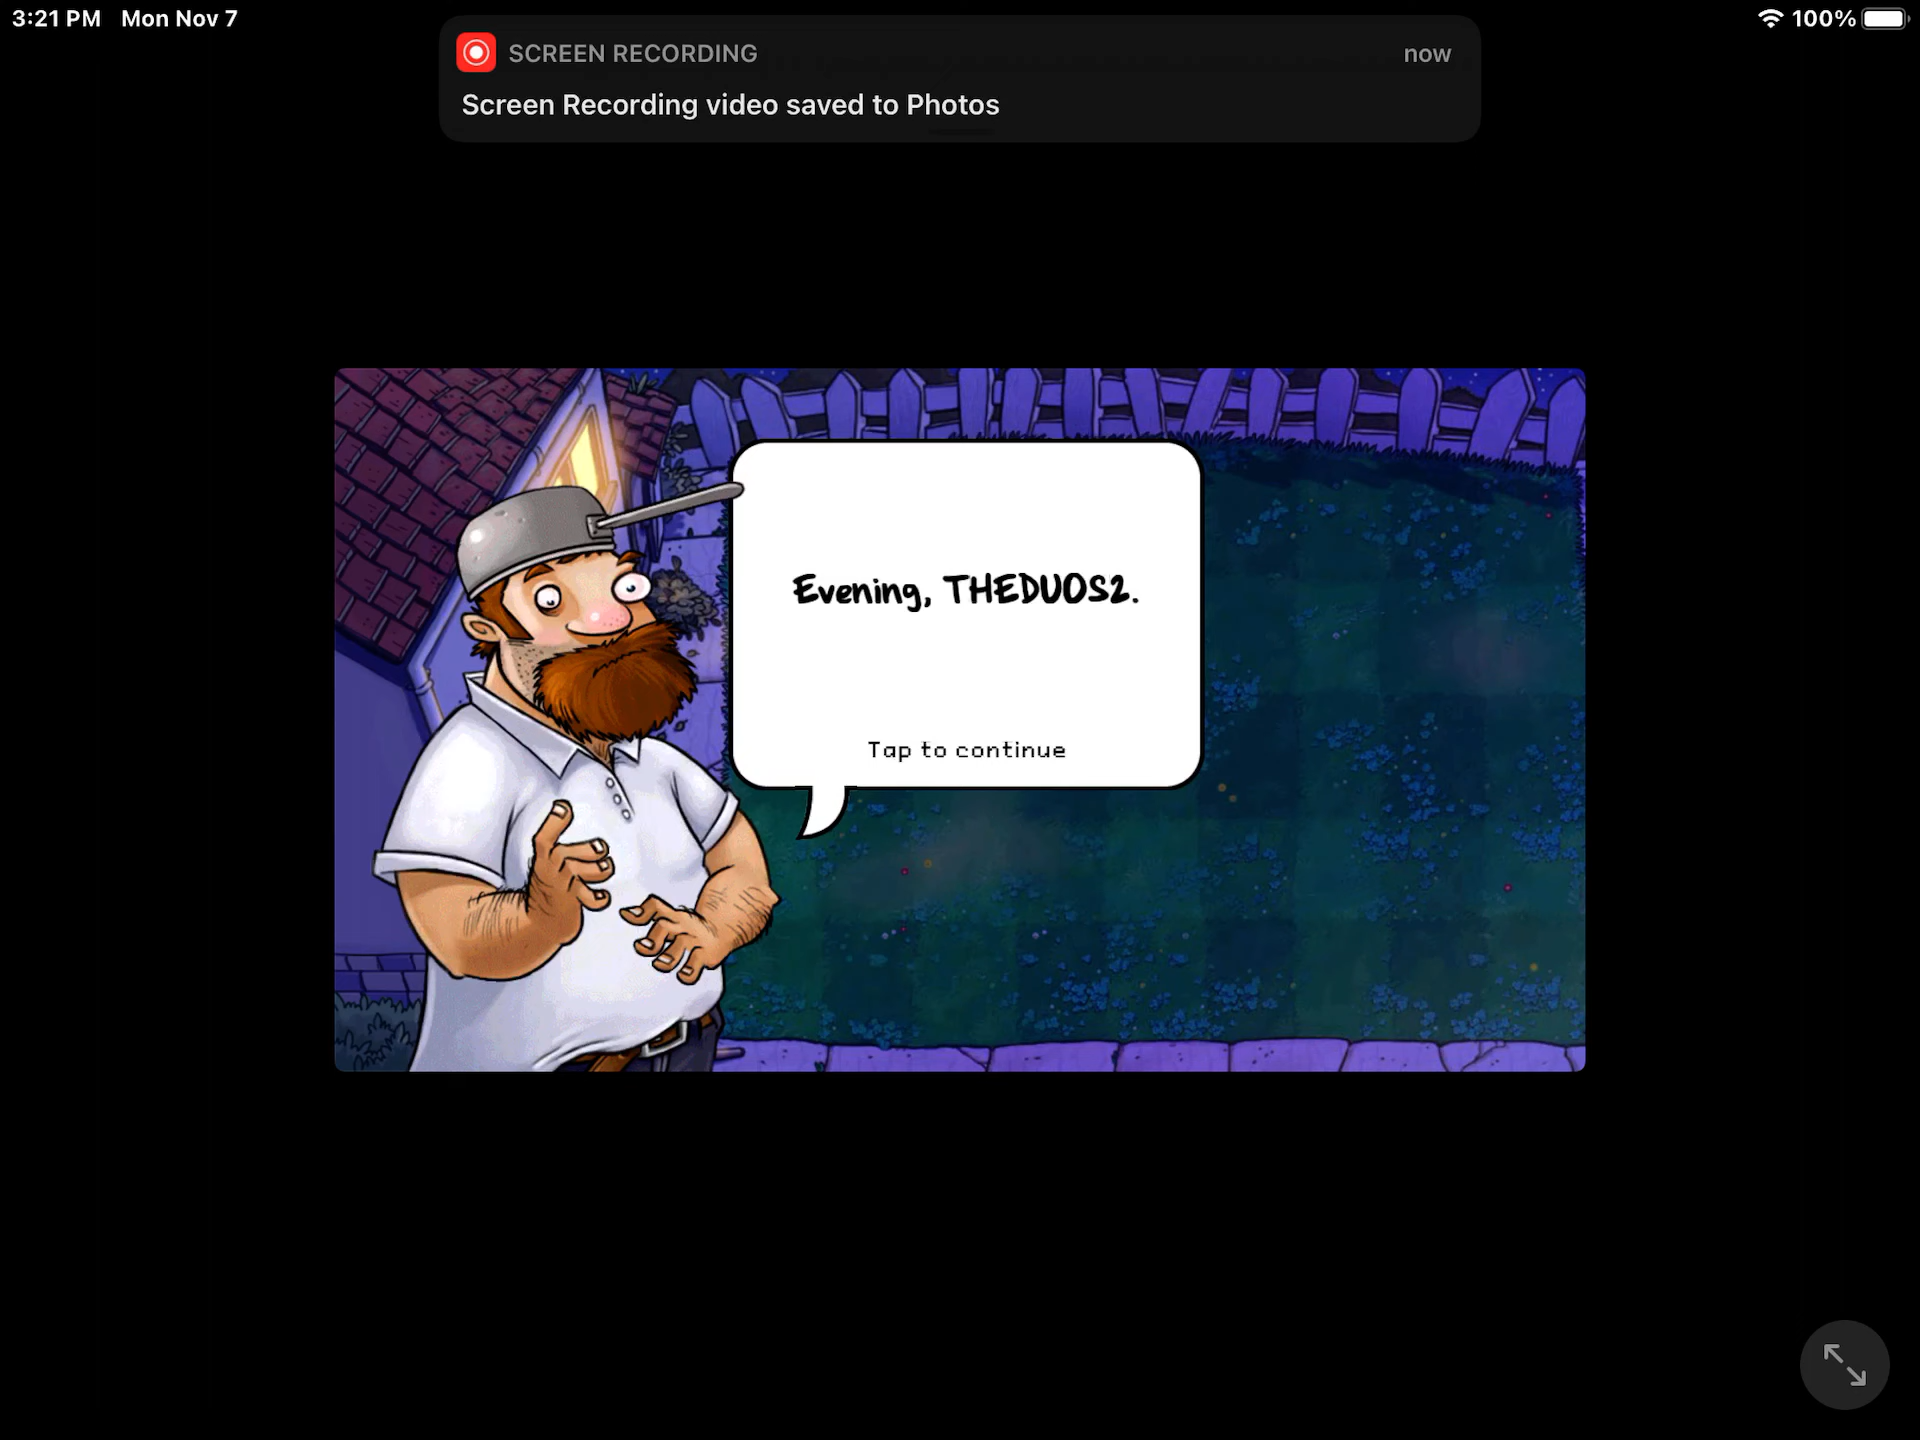 3:21 PM Mon Nov 7
100%
SCREEN RECORDING now
Screen Recording video saved to Photos
Evening, THEDUOS2.
Tap to continue